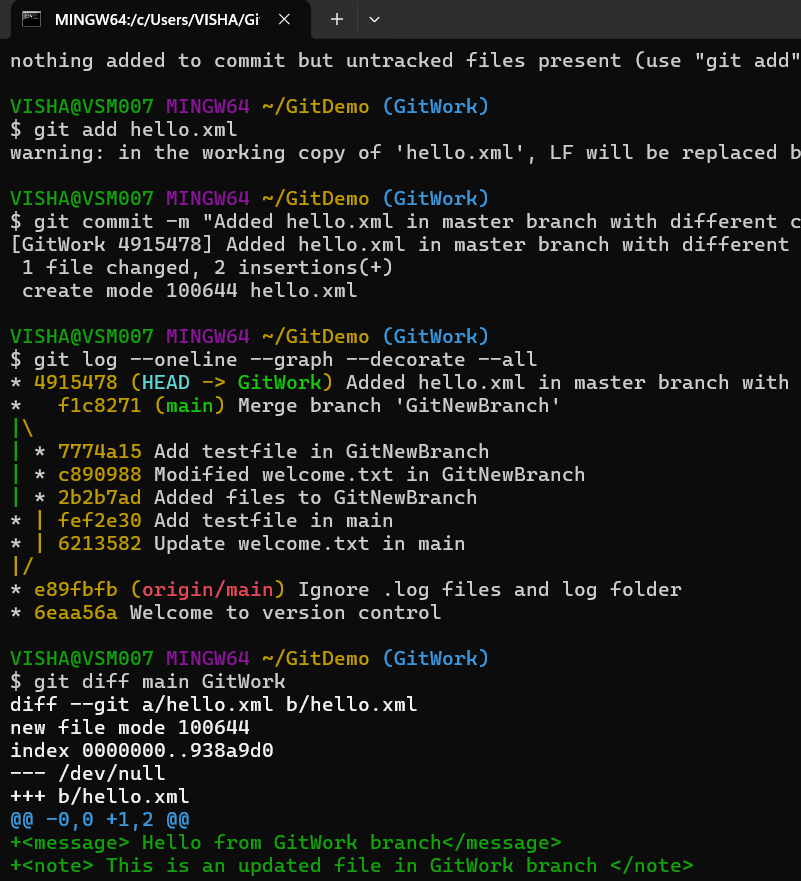 MINGW64:/c/Users/VISHA/Gi
nothing added to commit but untracked files present (use "git add"
VISHA@VSM007 MINGW64 ~/GitDemo (GitWork)
$ git add hello.xml
warning: in the working copy of 'hello.xml', LF will be replaced b
VISHA@VSM007 MINGW64 ~/GitDemo (GitWork)
$ git commit -m "Added hello.xml in master branch with different c
[GitWork 4915478] Added hello.xml in master branch with different
 1 file changed, 2 insertions(+)
 create mode 100644 hello.xml
VISHA@VSM007 MINGW64 ~/GitDemo (GitWork)
$ git log --oneline --graph --decorate --all
* 4915478 (HEAD -> GitWork) Added hello.xml in master branch with
*   f1c8271 (main) Merge branch 'GitNewBranch'
|\
| * 7774a15 Add testfile in GitNewBranch
| * c890988 Modified welcome.txt in GitNewBranch
| * 2b2b7ad Added files to GitNewBranch
* | fef2e30 Add testfile in main
* | 6213582 Update welcome.txt in main
|/
* e89fbfb (origin/main) Ignore .log files and log folder
* 6eaa56a Welcome to version control
VISHA@VSM007 MINGW64 ~/GitDemo (GitWork)
$ git diff main GitWork
diff --git a/hello.xml b/hello.xml
new file mode 100644
index 0000000..938a9d0
--- /dev/null
+++ b/hello.xml
@@ -0,0 +1,2 @@
+<message> Hello from GitWork branch</message>
+<note> This is an updated file in GitWork branch </note>